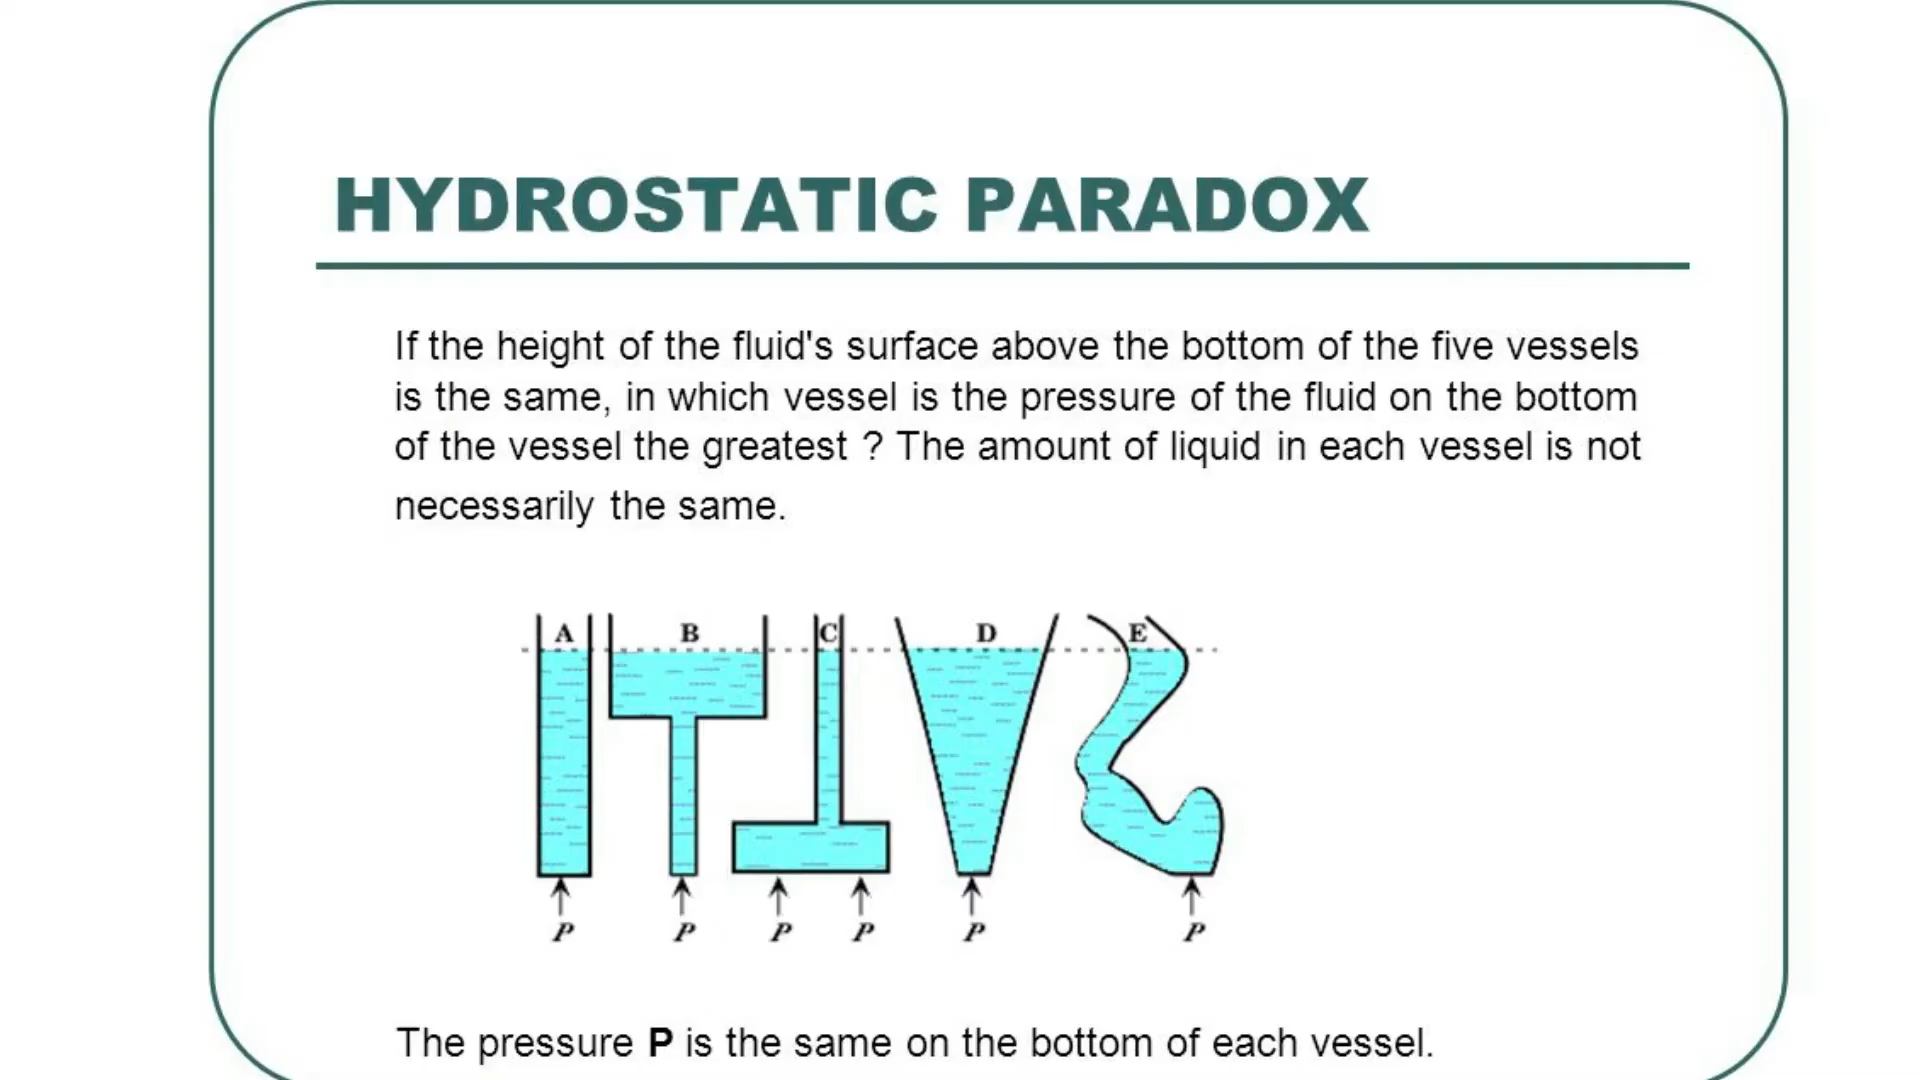 HYDROSTATIC PARADOX
If the height of the fluid's surface above the bottom of the five vessels
is the same, in which vessel is the pressure of the fluid on the bottom
of the vessel the greatest ? The amount of liquid in each vessel is not
necessarily the same.
A B C D E
P P P P P P
The pressure P is the same on the bottom of each vessel.